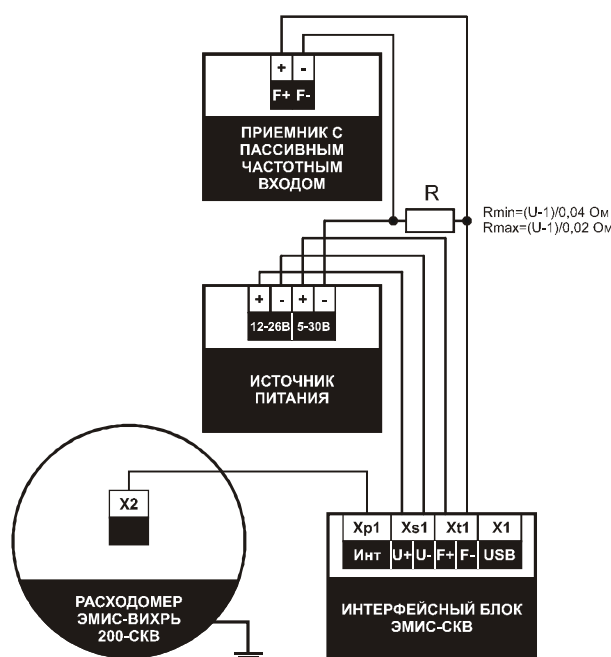 + -
F+ F-
ПРИЕМНИК С
ПАССИВНЫМ
ЧАСТОТНЫМ
ВХОДОМ
R
Rmin=(U-1)/0,04 Ом
Rmax=(U-1)/0,02 Ом
+ - + -
12-26В 5-30В
ИСТОЧНИК
ПИТАНИЯ
X2
РАСХОДОМЕР
ЭМИС-ВИХРЬ
200-СКВ
Xp1 Xs1 Xt1 X1
Инт U+ U- F+ F- USB
ИНТЕРФЕЙСНЫЙ БЛОК
ЭМИС-СКВ